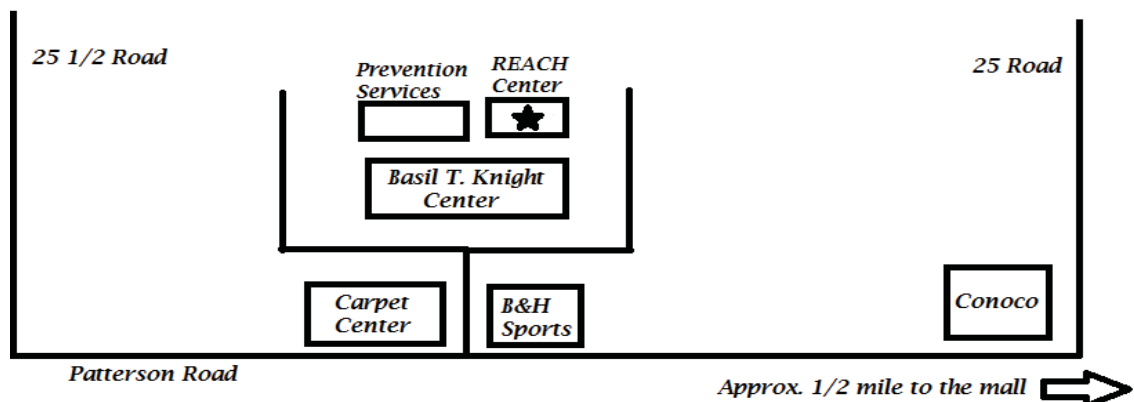 25 1/2 Road
Prevention
Services
REACH
Center
25 Road
Basil T. Knight
Center
Carpet
Center
B&H
Sports
Conoco
Patterson Road
Approx. 1/2 mile to the mall